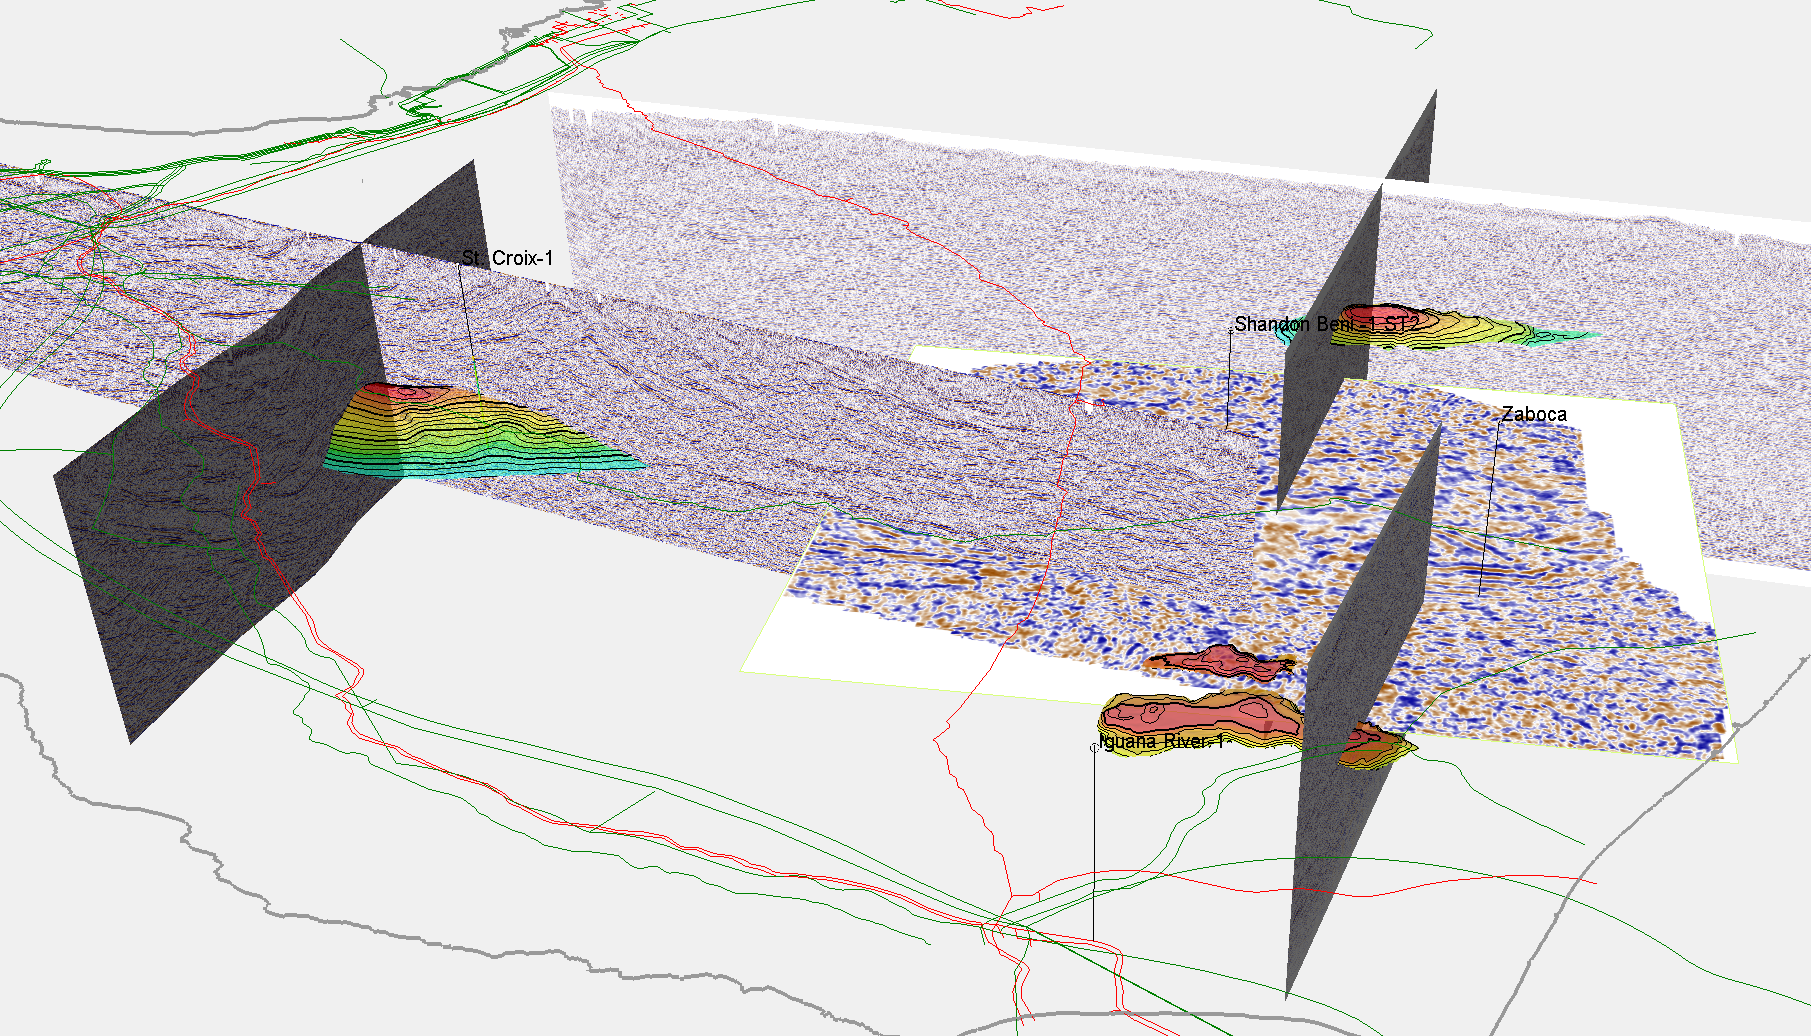 St. Croix-1
Shandon Beni -1 ST2
Zaboca
Iguana River-1